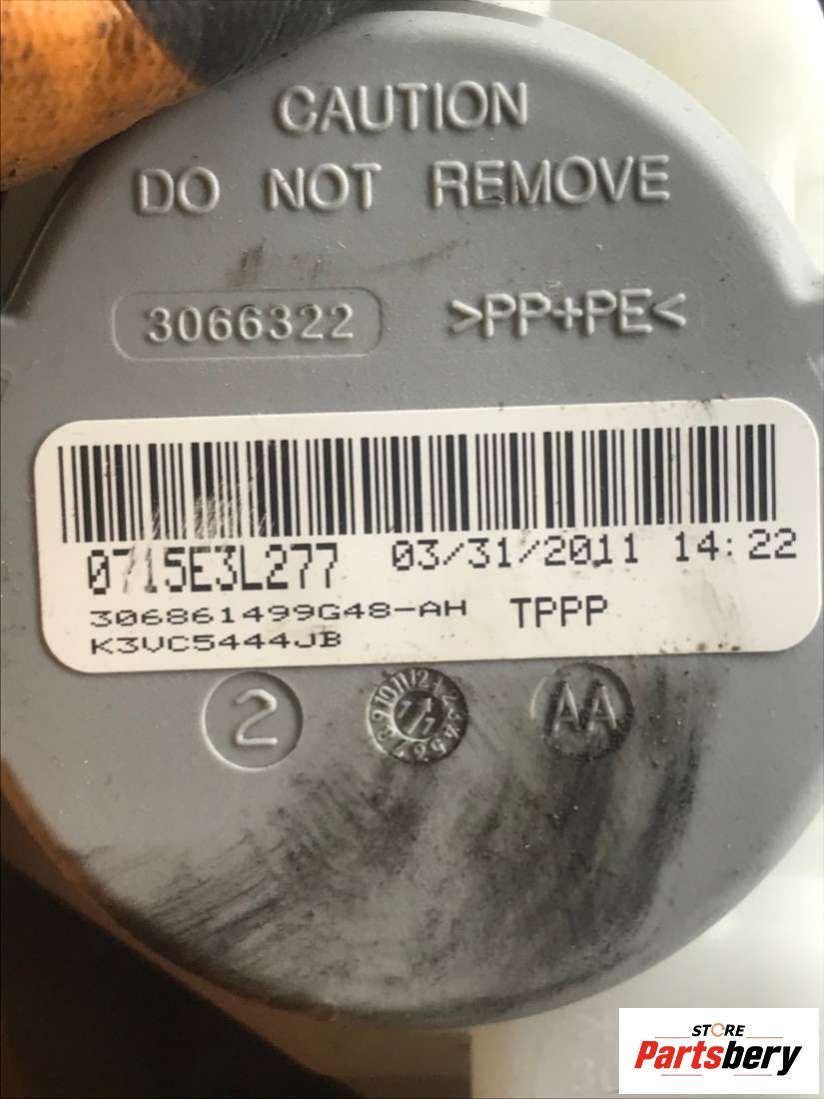 CAUTION
DO NOT REMOVE
3066322 >PP+PE<
0715E3L277 03/31/2011 14:22
306861499G48-AH TPPP
K3VC5444JB
2 AA
STORE
Partsbery